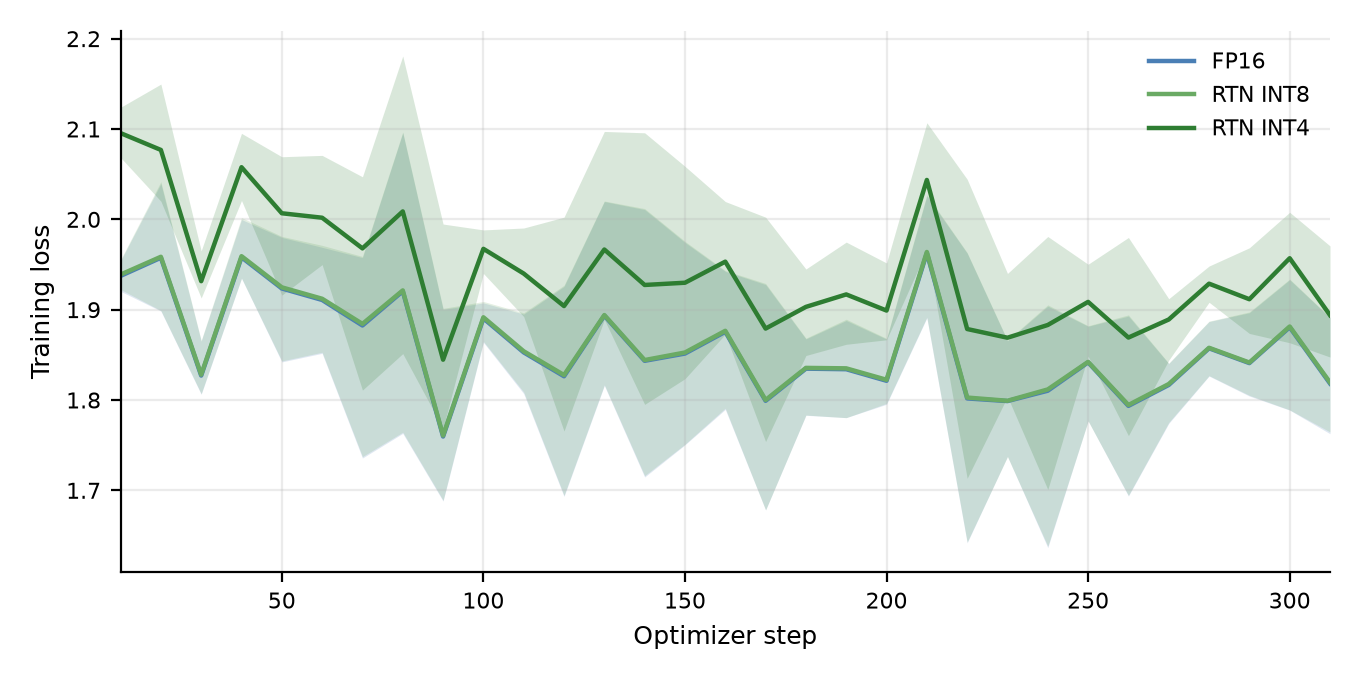 2.2
2.1
2.0
1.9
1.8
1.7
Training loss
50 100 150 200 250 300
Optimizer step
FP16
RTN INT8
RTN INT4